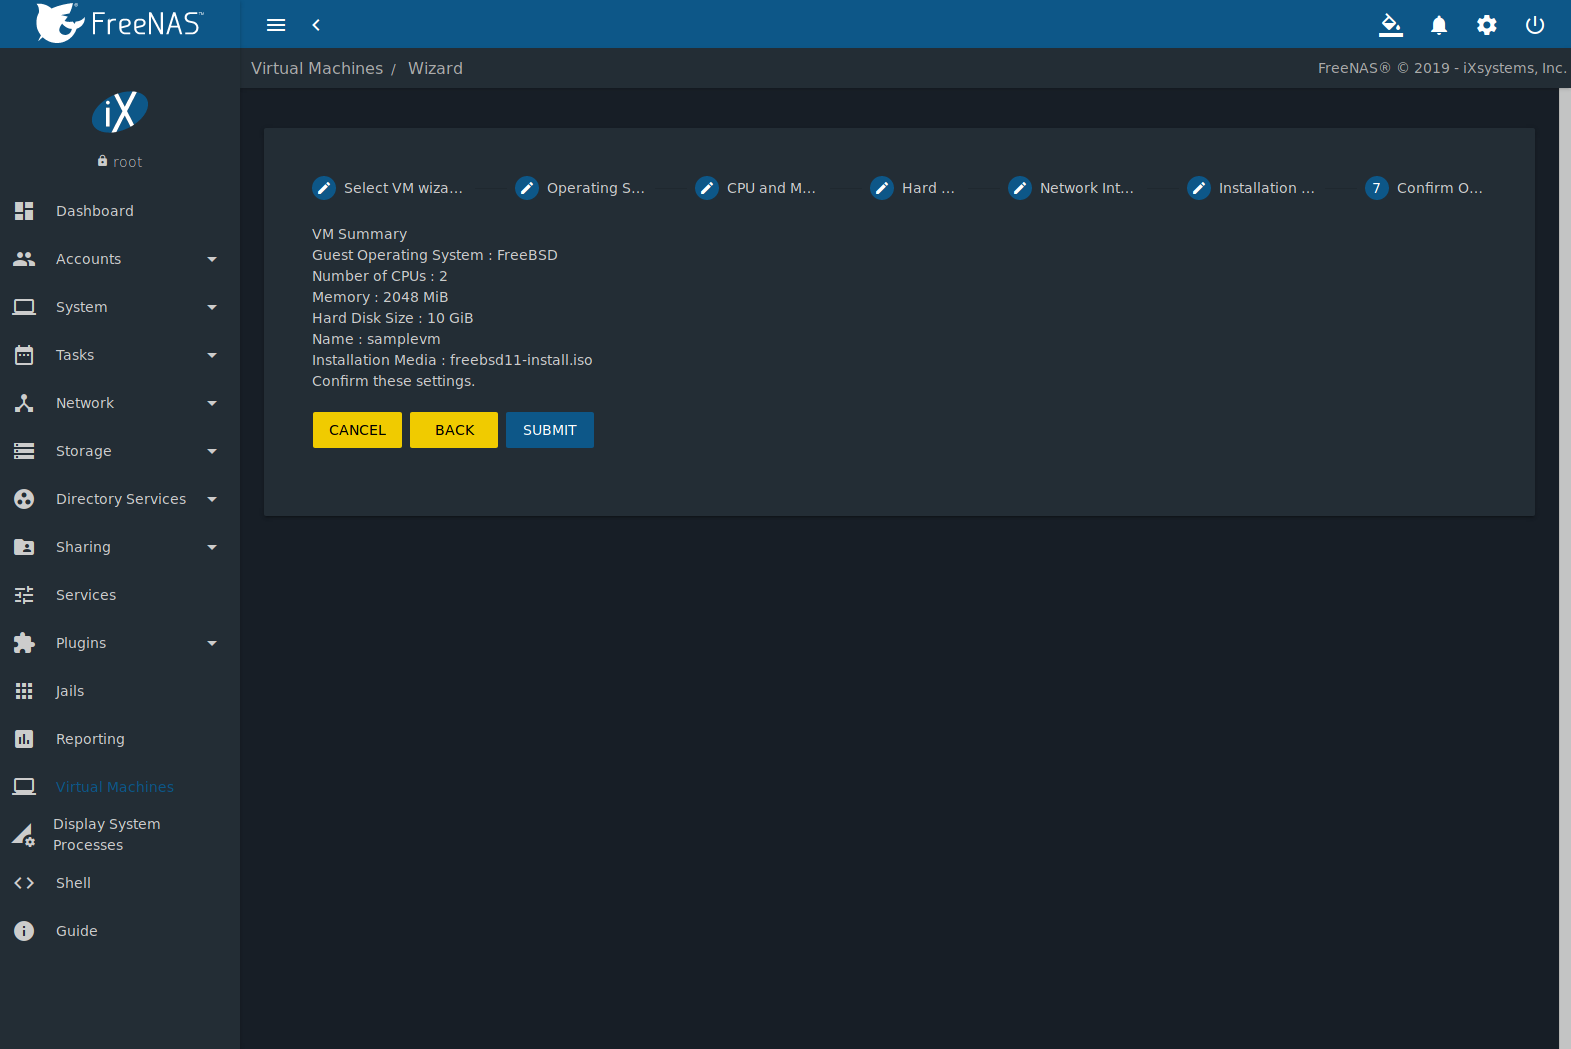 FreeNAS™
Virtual Machines / Wizard
FreeNAS® © 2019 - iXsystems, Inc.
iX
root
Dashboard
Accounts
System
Tasks
Network
Storage
Directory Services
Sharing
Services
Plugins
Jails
Reporting
Virtual Machines
Display System
Processes
Shell
Guide
Select VM wiza...
Operating S...
CPU and M...
Hard ...
Network Int...
Installation ...
7 Confirm O...
VM Summary
Guest Operating System : FreeBSD
Number of CPUs : 2
Memory : 2048 MiB
Hard Disk Size : 10 GiB
Name : samplevm
Installation Media : freebsd11-install.iso
Confirm these settings.
CANCEL BACK SUBMIT